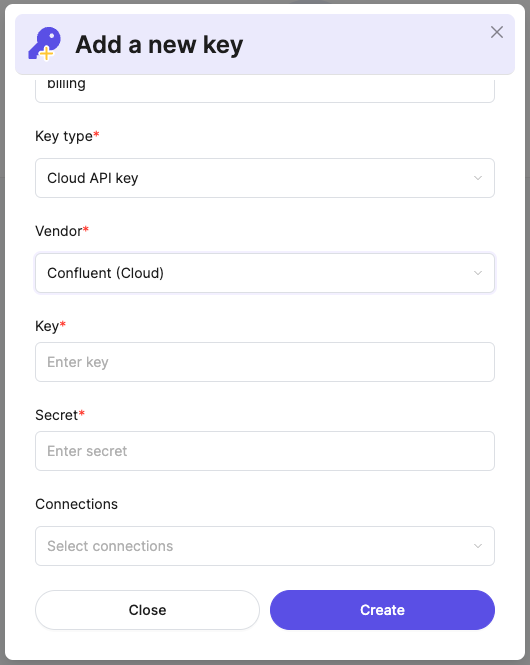 Add a new key
billing
Key type*
Cloud API key
Vendor*
Confluent (Cloud)
Key*
Enter key
Secret*
Enter secret
Connections
Select connections
Close
Create